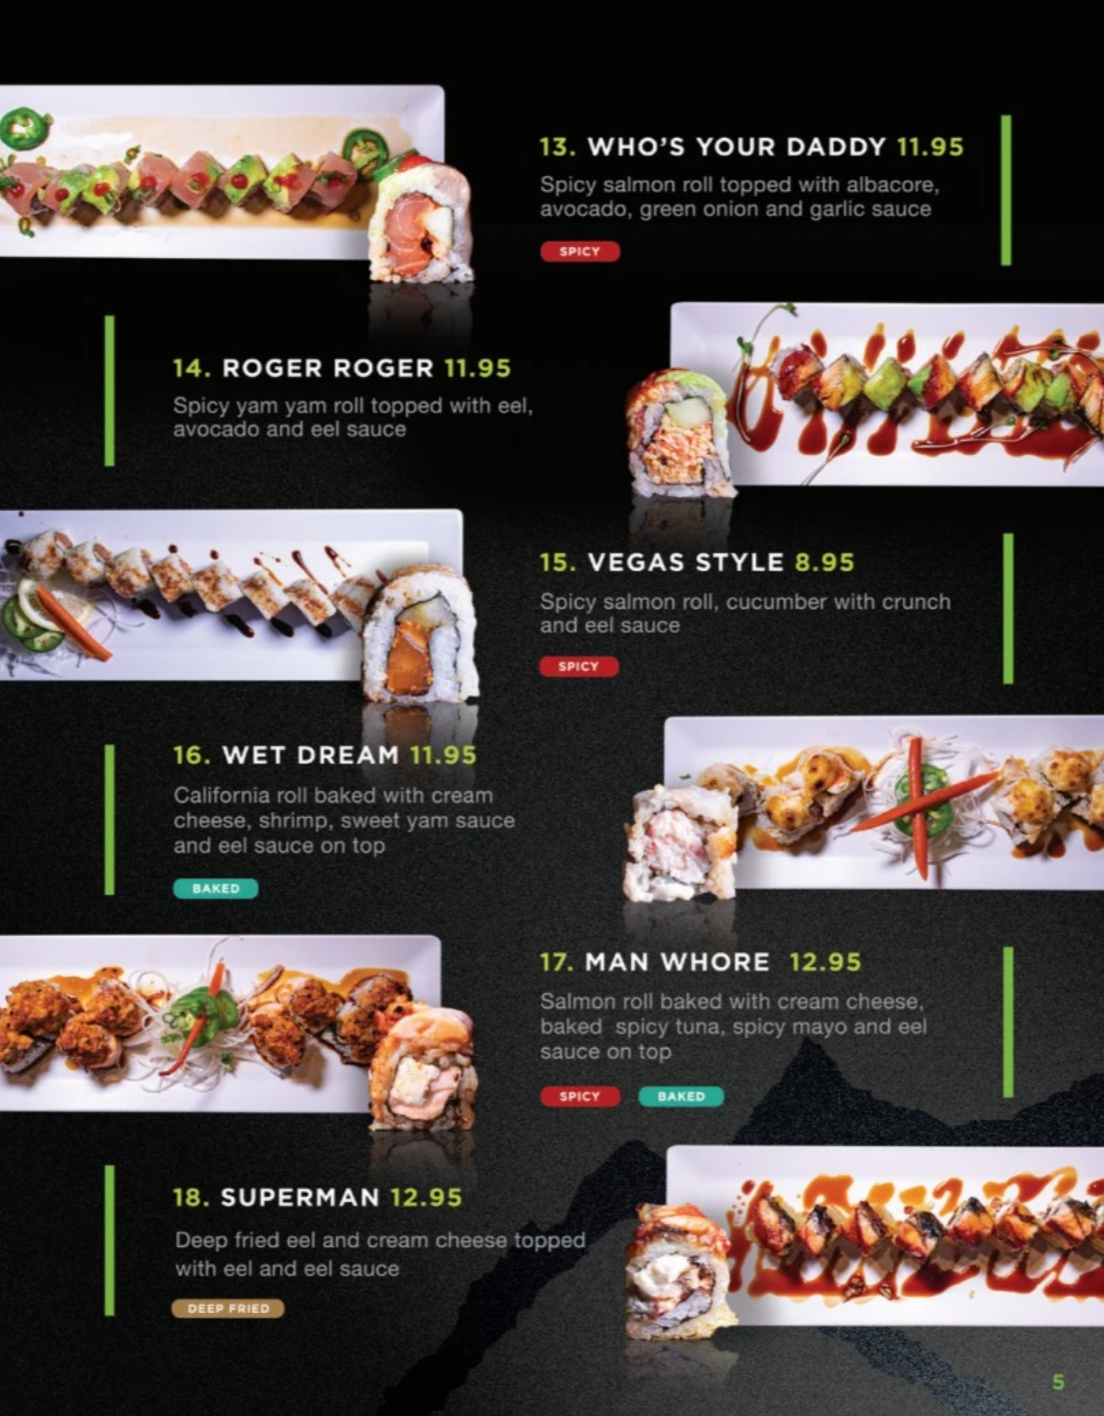 13. WHO'S YOUR DADDY 11.95
Spicy salmon roll topped with albacore,
avocado, green onion and garlic sauce
SPICY
14. ROGER ROGER 11.95
Spicy yam yam roll topped with eel,
avocado and eel sauce
15. VEGAS STYLE 8.95
Spicy salmon roll, cucumber with crunch
and eel sauce
SPICY
16. WET DREAM 11.95
California roll baked with cream
cheese, shrimp, sweet yam sauce
and eel sauce on top
BAKED
17. MAN WHORE 12.95
Salmon roll baked with cream cheese,
baked spicy tuna, spicy mayo and eel
sauce on top
SPICY BAKED
18. SUPERMAN 12.95
Deep fried eel and cream cheese topped
with eel and eel sauce
DEEP FRIED
5